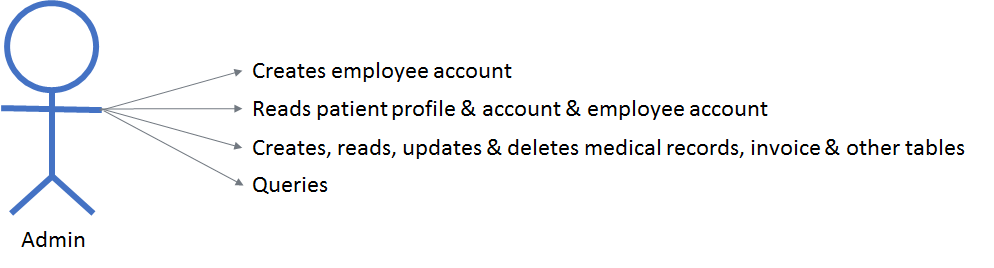 Creates employee account
Reads patient profile & account & employee account
Creates, reads, updates & deletes medical records, invoice & other tables
Queries
Admin